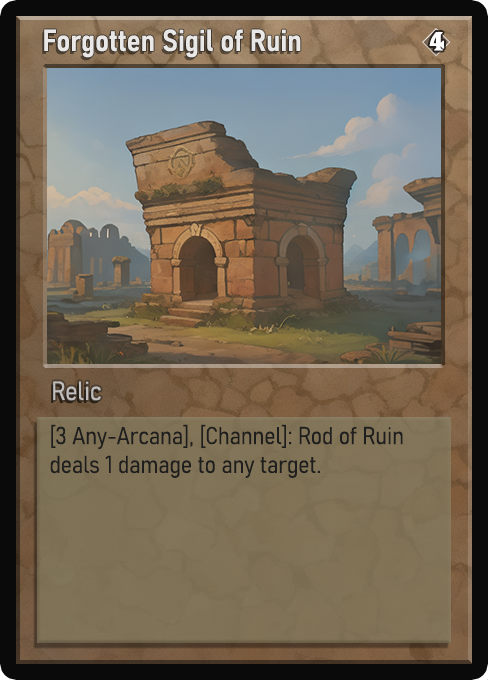 Forgotten Sigil of Ruin
4
Relic
[3 Any-Arcana], [Channel]: Rod of Ruin
deals 1 damage to any target.